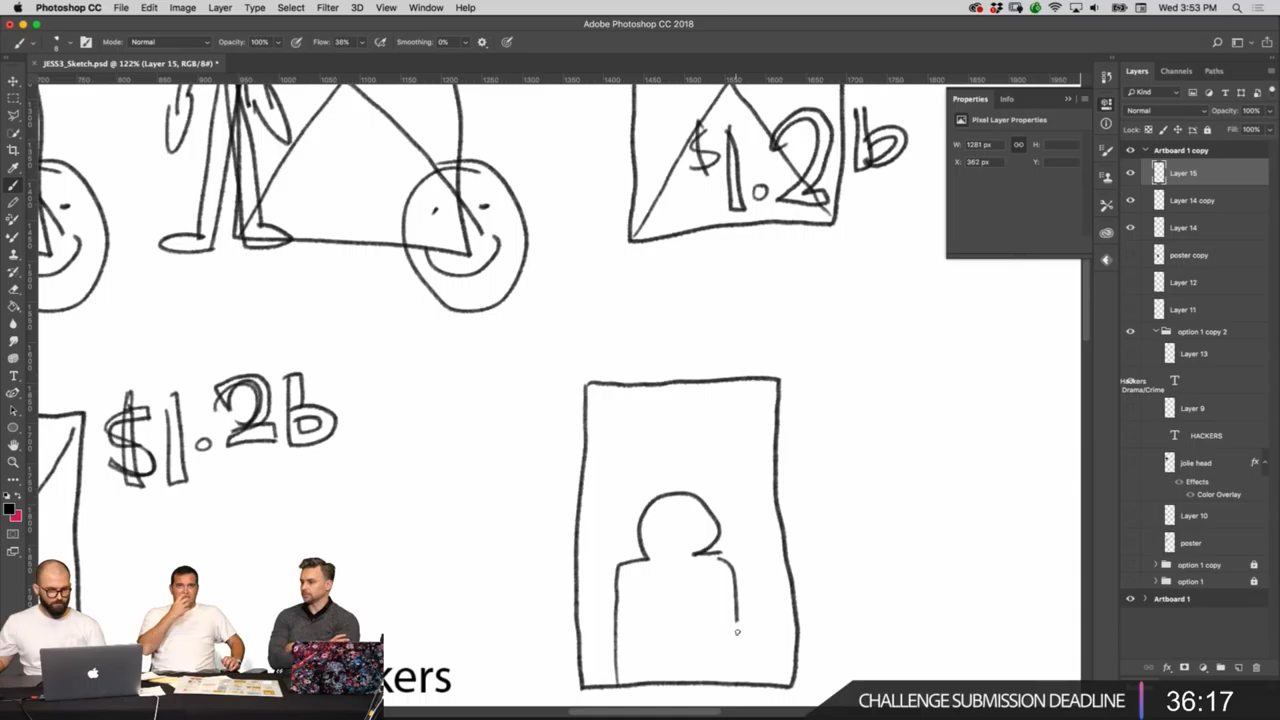 Photoshop CC File Edit Image Layer Type Select Filter 3D View Window Help
Wed 3:53 PM
Adobe Photoshop CC 2018
Mode: Normal Opacity: 100% Flow: 38% Smoothing: 0%
JESS3_Sketch.psd @ 122% (Layer 15, RGB/8#) *
Properties Info
Pixel Layer Properties
W: 1281 px H:
X: 362 px Y:
Layers Channels Paths
Kind
Normal Opacity: 100%
Lock: Fill: 100%
Artboard 1 copy
Layer 15
Layer 14 copy
Layer 14
poster copy
Layer 12
Layer 11
option 1 copy 2
Layer 13
Hackers
Drama/Crime
T
Layer 9
T HACKERS
jolie head fx
Effects
Color Overlay
Layer 10
poster
option 1 copy
option 1
Artboard 1
$1.2b
$1.2b
kers
CHALLENGE SUBMISSION DEADLINE 36:17